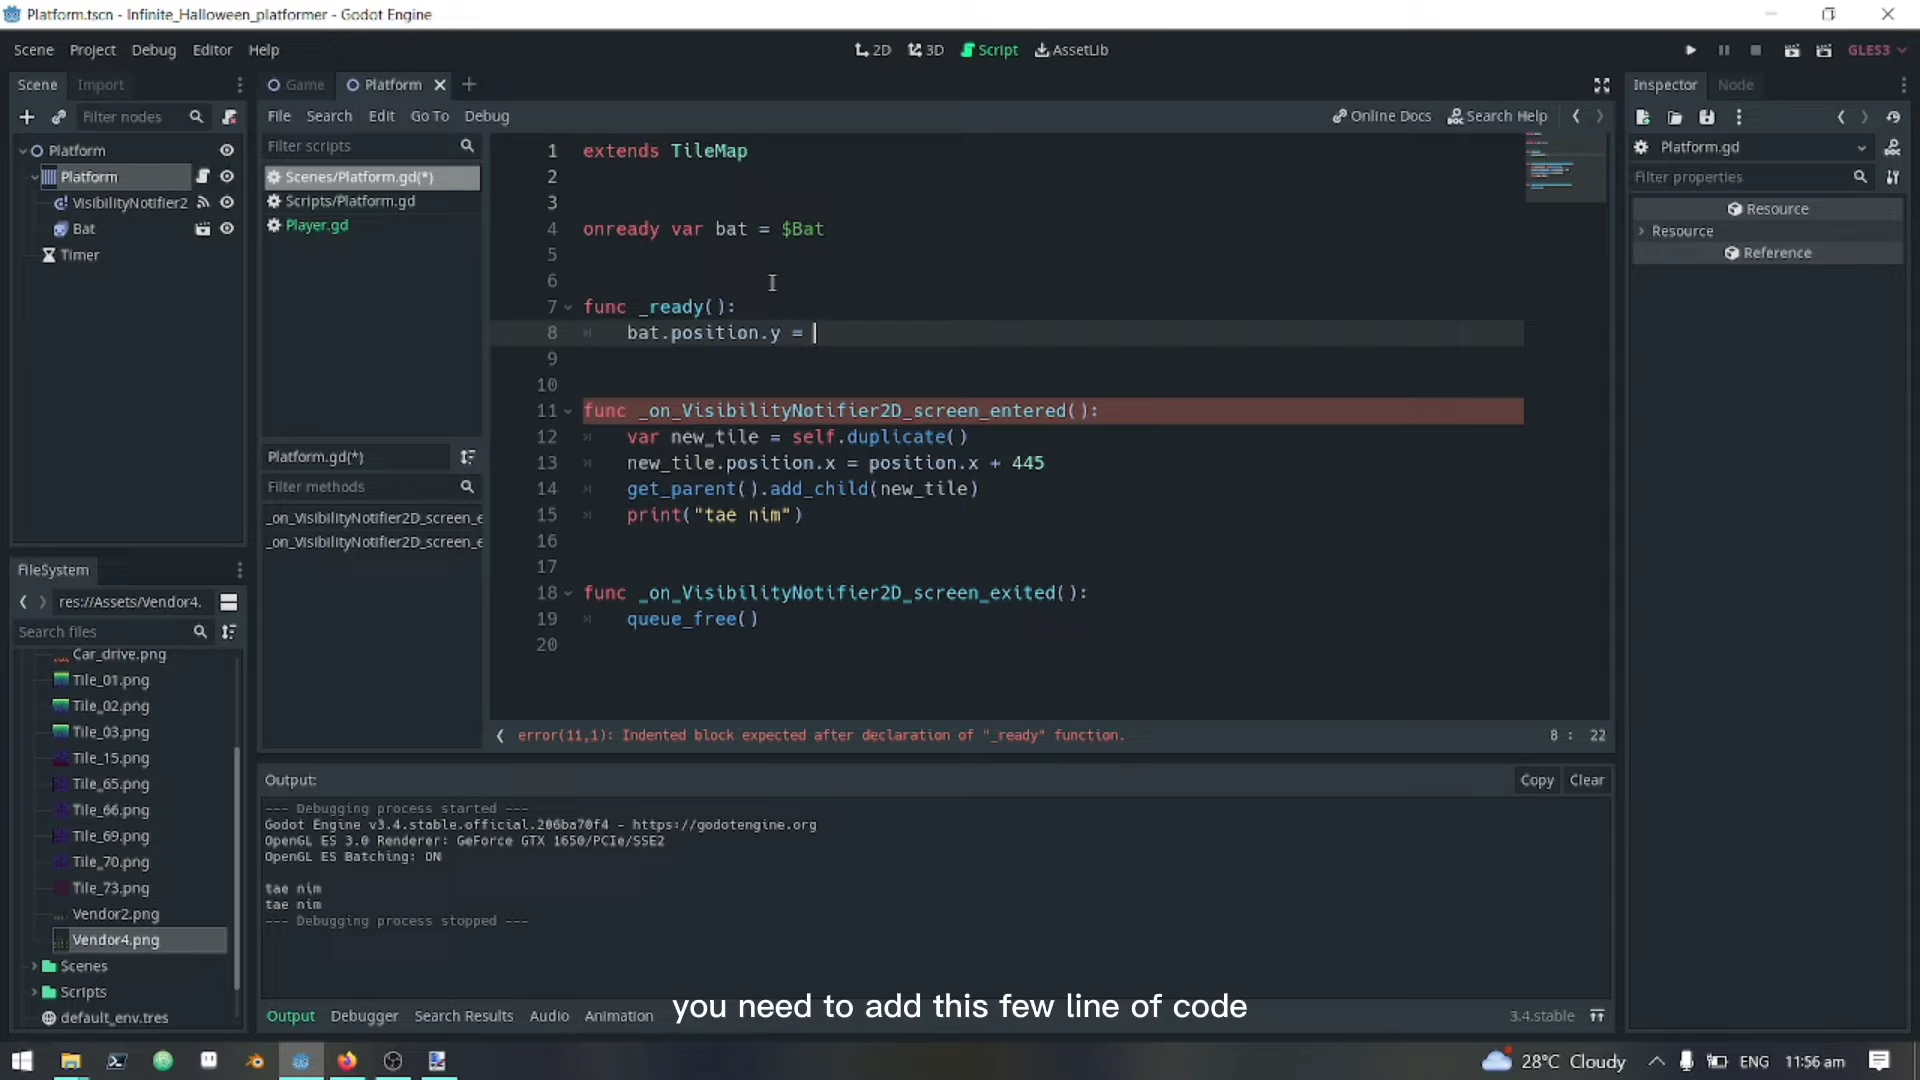 Platform.tscn - Infinite_Halloween_platformer - Godot Engine
Scene Project Debug Editor Help
2D 3D Script AssetLib
GLES3
Scene Import
Game Platform
Inspector Node
Filter nodes
File Search Edit Go To Debug
Online Docs Search Help
Platform
Platform
VisibilityNotifier2
Bat
Timer
Filter scripts
Scenes/Platform.gd(*)
Scripts/Platform.gd
Player.gd
Platform.gd(*)
Filter methods
_on_VisibilityNotifier2D_screen_e
_on_VisibilityNotifier2D_screen_e
1 extends TileMap
2
3
4 onready var bat = $Bat
5
6
7 func _ready():
8 bat.position.y =
9
10
11 func _on_VisibilityNotifier2D_screen_entered():
12 var new_tile = self.duplicate()
13 new_tile.position.x = position.x + 445
14 get_parent().add_child(new_tile)
15 print("tae nim")
16
17
18 func _on_VisibilityNotifier2D_screen_exited():
19 queue_free()
20
error(11,1): Indented block expected after declaration of "_ready" function.
8 : 22
Platform.gd
Filter properties
Resource
Resource
Reference
FileSystem
res://Assets/Vendor4.
Search files
Car_drive.png
Tile_01.png
Tile_02.png
Tile_03.png
Tile_15.png
Tile_65.png
Tile_66.png
Tile_69.png
Tile_70.png
Tile_73.png
Vendor2.png
Vendor4.png
Scenes
Scripts
default_env.tres
Output:
Copy Clear
--- Debugging process started ---
Godot Engine v3.4.stable.official.206ba70f4 - https://godotengine.org
OpenGL ES 3.0 Renderer: GeForce GTX 1650/PCIe/SSE2
OpenGL ES Batching: ON
tae nim
tae nim
--- Debugging process stopped ---
Output Debugger Search Results Audio Animation
3.4.stable
you need to add this few line of code
28°C Cloudy
ENG
11:56 am